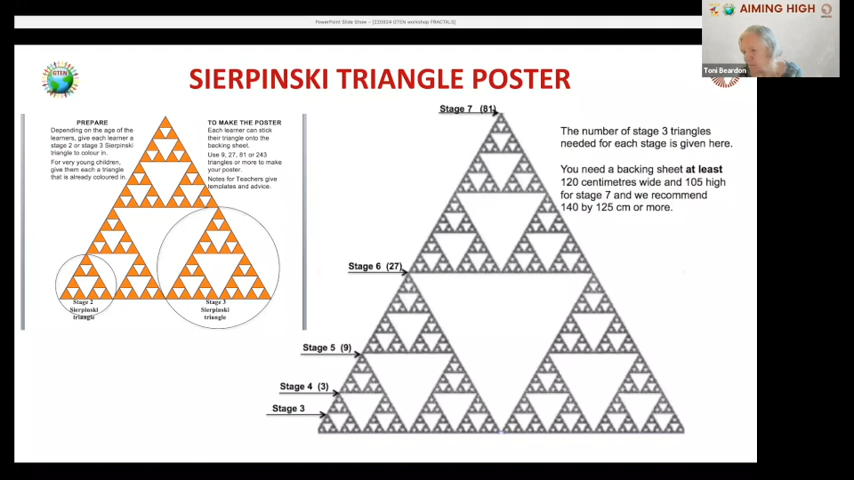 PowerPoint Slide Show - [220924 GTEN workshop FRACTALS]
AIMING HIGH
Toni Beardon
GTEN
SIERPINSKI TRIANGLE POSTER
PREPARE
Depending on the age of the
learners, give each learner a
stage 2 or stage 3 Sierpinski
triangle to colour in.
For very young children,
give them each a triangle
that is already coloured in.
TO MAKE THE POSTER
Each learner can stick
their triangle onto the
backing sheet.
Use 9, 27, 81 or 243
triangles or more to make
your poster.
Notes for Teachers give
templates and advice.
Stage 2
Sierpinski
triangle
Stage 3
Sierpinski
triangle
Stage 7 (81)
Stage 6 (27)
Stage 5 (9)
Stage 4 (3)
Stage 3
The number of stage 3 triangles
needed for each stage is given here.
You need a backing sheet at least
120 centimetres wide and 105 high
for stage 7 and we recommend
140 by 125 cm or more.